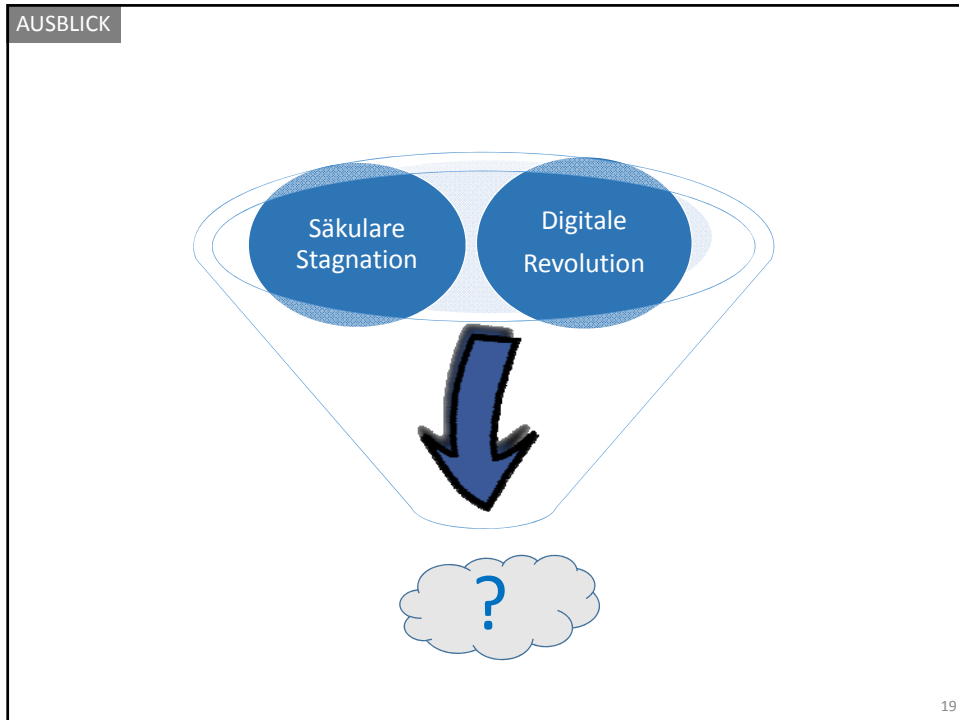 AUSBLICK
Säkulare
Stagnation
Digitale
Revolution
?
19